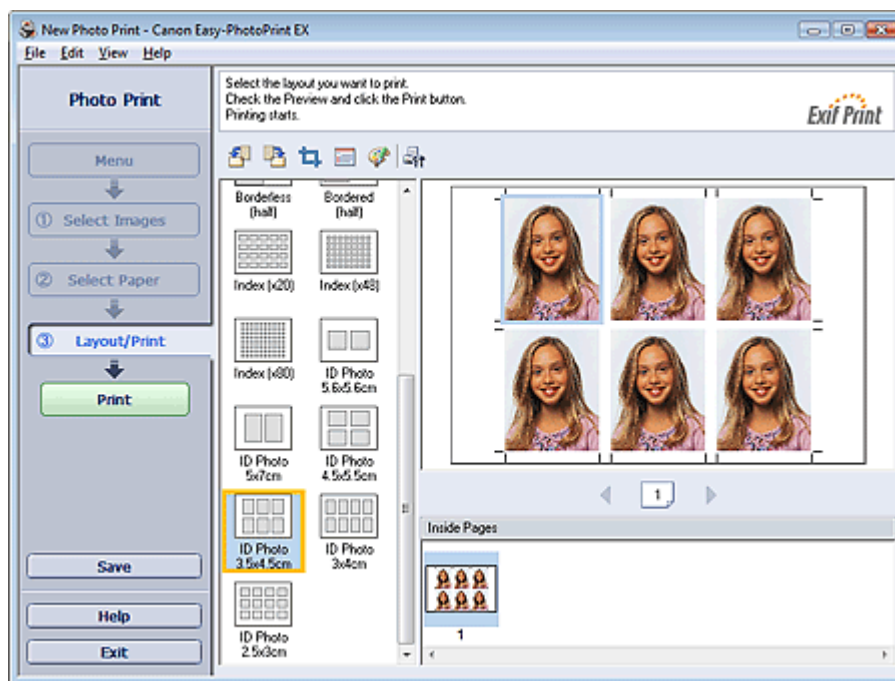 New Photo Print - Canon Easy-PhotoPrint EX
File Edit View Help
Photo Print
Select the layout you want to print.
Check the Preview and click the Print button.
Printing starts.
Exif Print
Menu
① Select Images
② Select Paper
③ Layout/Print
Print
Save
Help
Exit
Borderless
(half)
Bordered
(half)
Index (x20)
Index (x48)
Index (x80)
ID Photo
5.6x5.6cm
ID Photo
5x7cm
ID Photo
4.5x5.5cm
ID Photo
3.5x4.5cm
ID Photo
3x4cm
ID Photo
2.5x3cm
1
Inside Pages
1